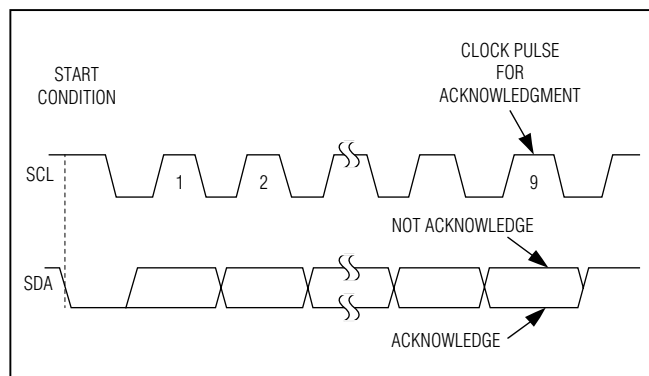 START
CONDITION
CLOCK PULSE
FOR
ACKNOWLEDGMENT
SCL
1
2
9
NOT ACKNOWLEDGE
SDA
ACKNOWLEDGE